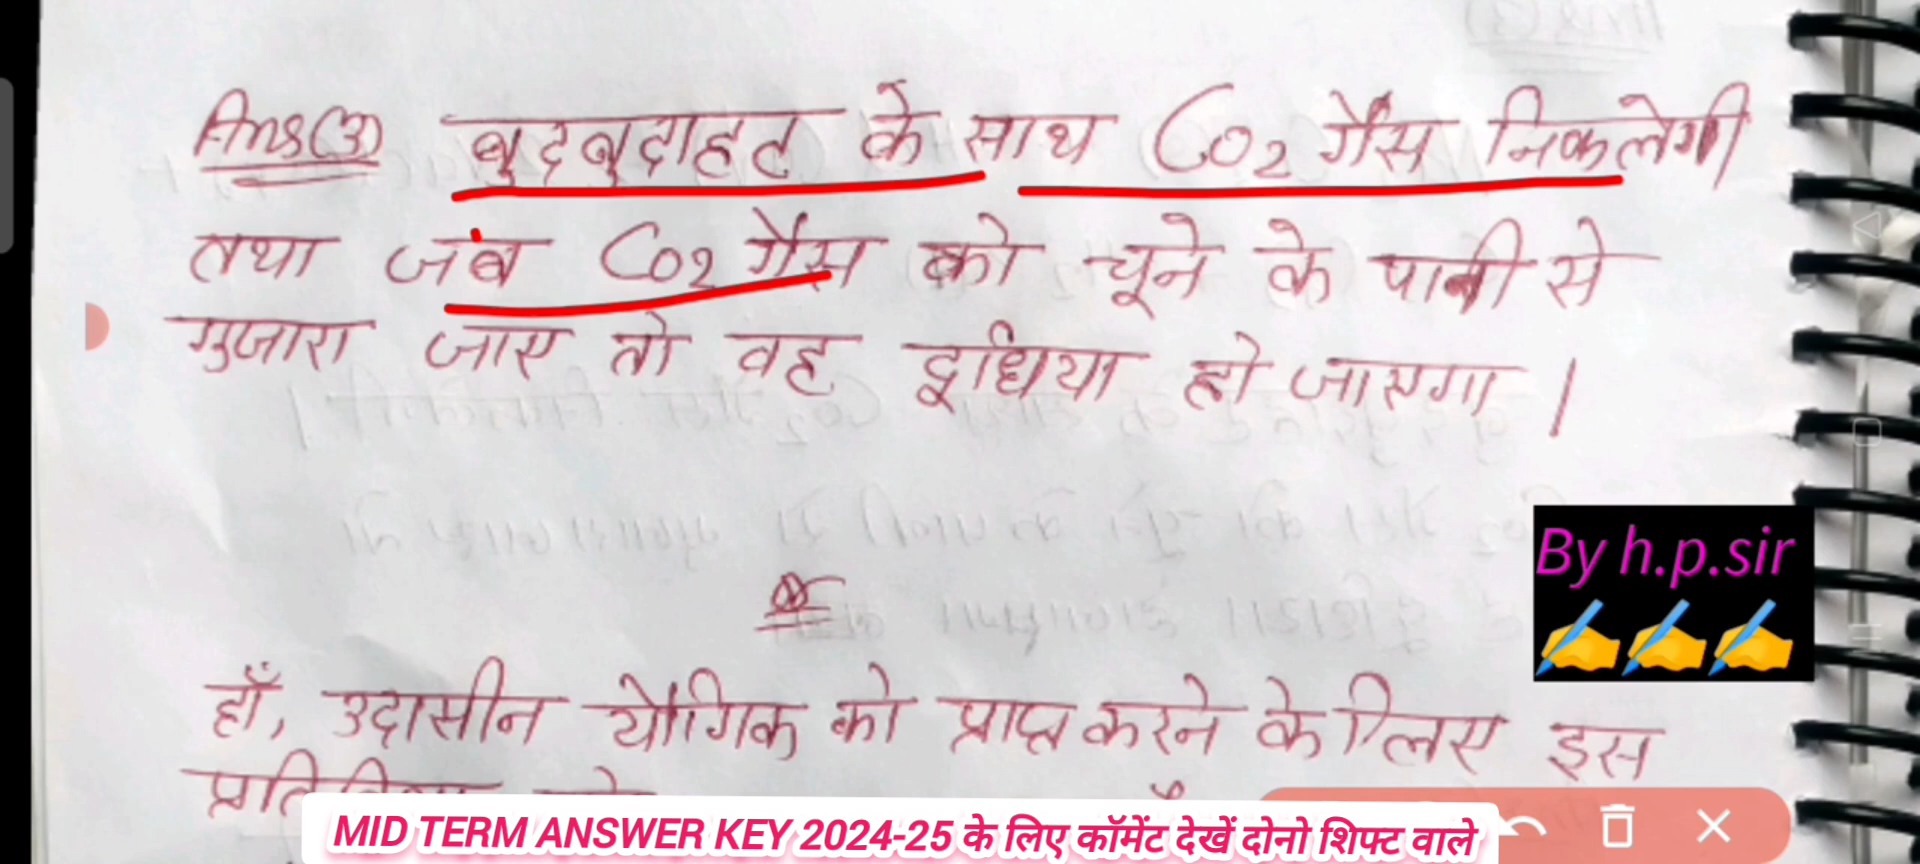 Ans(3) बुदबुदाहट के साथ CO2 गैस निकलेगी
तथा जब CO2 गैस को चूने के पानी से
गुजारा जाए तो वह दूधिया हो जाएगा।
By h.p.sir
हाँ, उदासीन यौगिक को प्राप्त करने के लिए इस
MID TERM ANSWER KEY 2024-25 के लिए कॉमेंट देखें दोनो शिफ्ट वाले